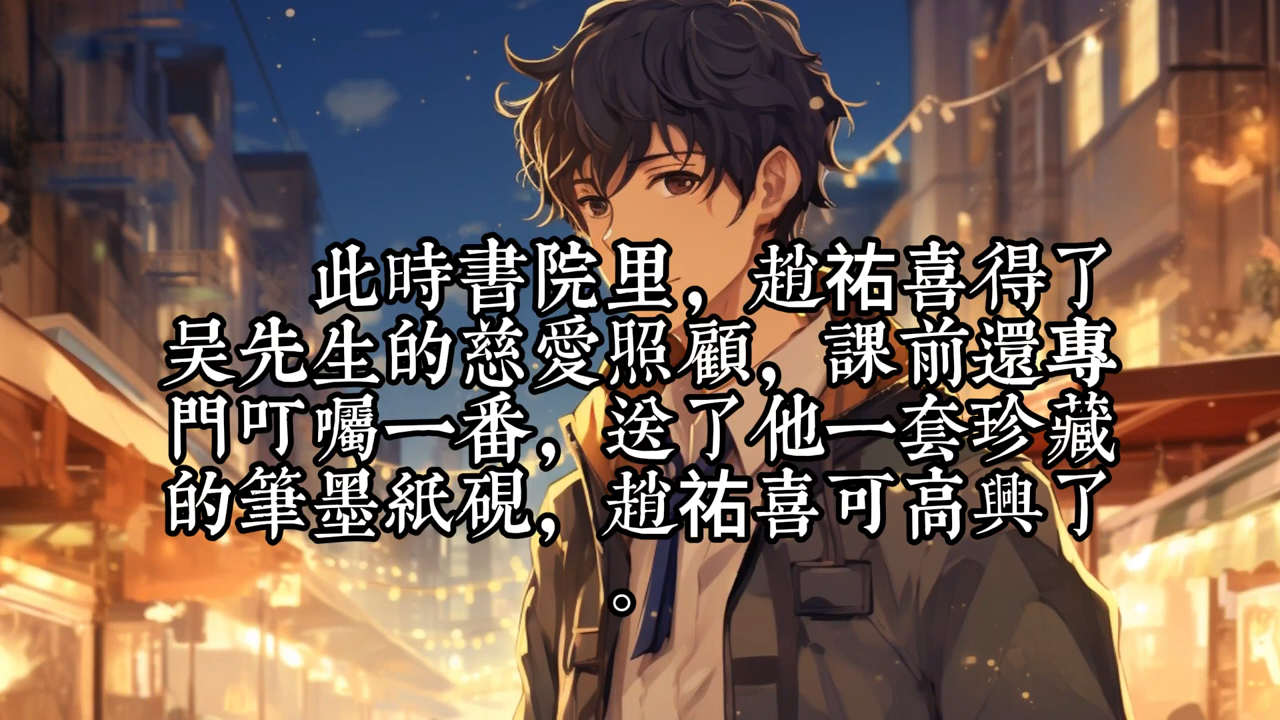 此時書院里，趙祐喜得了
吴先生的慈愛照顧，課前還專
門叮囑一番，送了他一套珍藏
的筆墨紙硯，趙祐喜可高興了
。